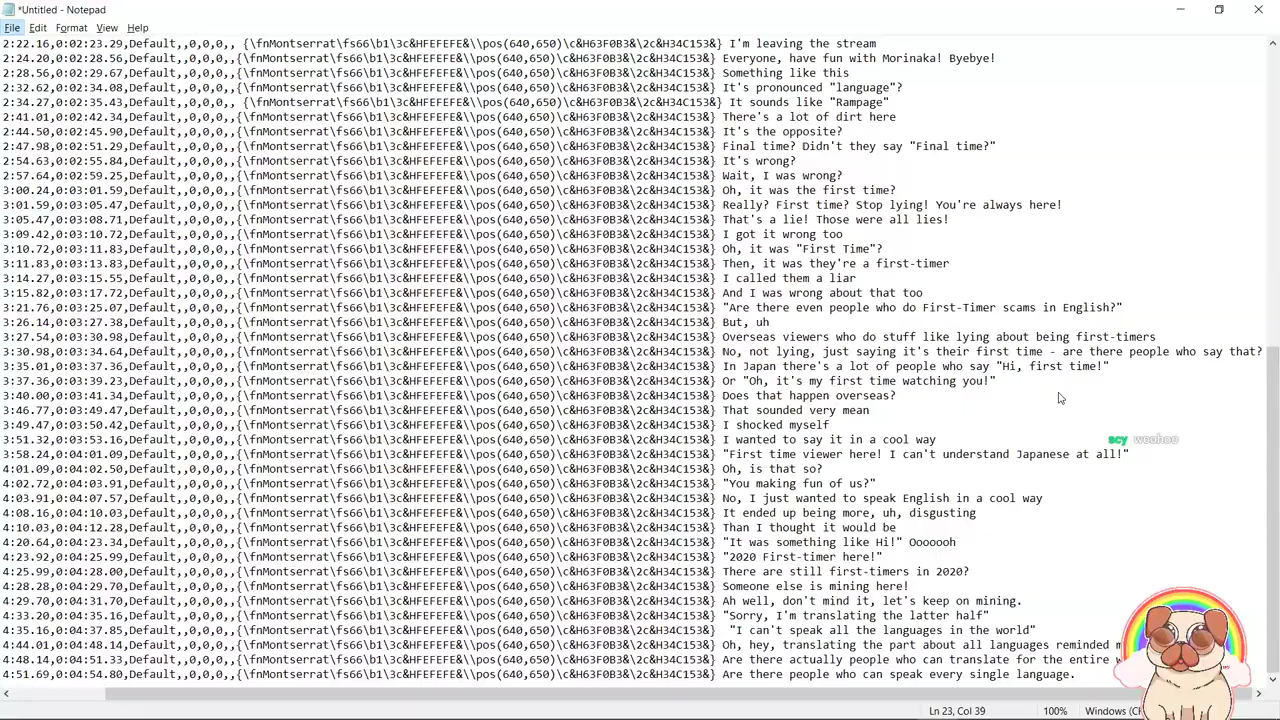 *Untitled - Notepad
File Edit Format View Help
2:22.16,0:02:23.29,Default,,0,0,0,, {\fnMontserrat\fs66\b1\3c&HFEFEFE&\\pos(640,650)\c&H63F0B3&\2c&H34C153&} I'm leaving the stream
2:24.20,0:02:28.56,Default,,0,0,0,,{\fnMontserrat\fs66\b1\3c&HFEFEFE&\\pos(640,650)\c&H63F0B3&\2c&H34C153&} Everyone, have fun with Morinaka! Byebye!
2:28.56,0:02:29.67,Default,,0,0,0,,{\fnMontserrat\fs66\b1\3c&HFEFEFE&\\pos(640,650)\c&H63F0B3&\2c&H34C153&} Something like this
2:32.62,0:02:34.08,Default,,0,0,0,,{\fnMontserrat\fs66\b1\3c&HFEFEFE&\\pos(640,650)\c&H63F0B3&\2c&H34C153&} It's pronounced "language"?
2:34.27,0:02:35.43,Default,,0,0,0,, {\fnMontserrat\fs66\b1\3c&HFEFEFE&\\pos(640,650)\c&H63F0B3&\2c&H34C153&} It sounds like "Rampage"
2:41.01,0:02:42.34,Default,,0,0,0,,{\fnMontserrat\fs66\b1\3c&HFEFEFE&\\pos(640,650)\c&H63F0B3&\2c&H34C153&} There's a lot of dirt here
2:44.50,0:02:45.90,Default,,0,0,0,,{\fnMontserrat\fs66\b1\3c&HFEFEFE&\\pos(640,650)\c&H63F0B3&\2c&H34C153&} It's the opposite?
2:47.98,0:02:51.29,Default,,0,0,0,,{\fnMontserrat\fs66\b1\3c&HFEFEFE&\\pos(640,650)\c&H63F0B3&\2c&H34C153&} Final time? Didn't they say "Final time?"
2:54.63,0:02:55.84,Default,,0,0,0,,{\fnMontserrat\fs66\b1\3c&HFEFEFE&\\pos(640,650)\c&H63F0B3&\2c&H34C153&} It's wrong?
2:57.64,0:02:59.25,Default,,0,0,0,,{\fnMontserrat\fs66\b1\3c&HFEFEFE&\\pos(640,650)\c&H63F0B3&\2c&H34C153&} Wait, I was wrong?
3:00.24,0:03:01.59,Default,,0,0,0,,{\fnMontserrat\fs66\b1\3c&HFEFEFE&\\pos(640,650)\c&H63F0B3&\2c&H34C153&} Oh, it was the first time?
3:01.59,0:03:05.47,Default,,0,0,0,,{\fnMontserrat\fs66\b1\3c&HFEFEFE&\\pos(640,650)\c&H63F0B3&\2c&H34C153&} Really? First time? Stop lying! You're always here!
3:05.47,0:03:08.71,Default,,0,0,0,,{\fnMontserrat\fs66\b1\3c&HFEFEFE&\\pos(640,650)\c&H63F0B3&\2c&H34C153&} That's a lie! Those were all lies!
3:09.42,0:03:10.72,Default,,0,0,0,,{\fnMontserrat\fs66\b1\3c&HFEFEFE&\\pos(640,650)\c&H63F0B3&\2c&H34C153&} I got it wrong too
3:10.72,0:03:11.83,Default,,0,0,0,,{\fnMontserrat\fs66\b1\3c&HFEFEFE&\\pos(640,650)\c&H63F0B3&\2c&H34C153&} Oh, it was "First Time"?
3:11.83,0:03:13.83,Default,,0,0,0,,{\fnMontserrat\fs66\b1\3c&HFEFEFE&\\pos(640,650)\c&H63F0B3&\2c&H34C153&} Then, it was they're a first-timer
3:14.27,0:03:15.55,Default,,0,0,0,,{\fnMontserrat\fs66\b1\3c&HFEFEFE&\\pos(640,650)\c&H63F0B3&\2c&H34C153&} I called them a liar
3:15.82,0:03:17.72,Default,,0,0,0,,{\fnMontserrat\fs66\b1\3c&HFEFEFE&\\pos(640,650)\c&H63F0B3&\2c&H34C153&} And I was wrong about that too
3:21.76,0:03:25.07,Default,,0,0,0,,{\fnMontserrat\fs66\b1\3c&HFEFEFE&\\pos(640,650)\c&H63F0B3&\2c&H34C153&} "Are there even people who do First-Timer scams in English?"
3:26.14,0:03:27.38,Default,,0,0,0,,{\fnMontserrat\fs66\b1\3c&HFEFEFE&\\pos(640,650)\c&H63F0B3&\2c&H34C153&} But, uh
3:27.54,0:03:30.98,Default,,0,0,0,,{\fnMontserrat\fs66\b1\3c&HFEFEFE&\\pos(640,650)\c&H63F0B3&\2c&H34C153&} Overseas viewers who do stuff like lying about being first-timers
3:30.98,0:03:34.64,Default,,0,0,0,,{\fnMontserrat\fs66\b1\3c&HFEFEFE&\\pos(640,650)\c&H63F0B3&\2c&H34C153&} No, not lying, just saying it's their first time - are there people who say that?
3:35.01,0:03:37.36,Default,,0,0,0,,{\fnMontserrat\fs66\b1\3c&HFEFEFE&\\pos(640,650)\c&H63F0B3&\2c&H34C153&} In Japan there's a lot of people who say "Hi, first time!"
3:37.36,0:03:39.23,Default,,0,0,0,,{\fnMontserrat\fs66\b1\3c&HFEFEFE&\\pos(640,650)\c&H63F0B3&\2c&H34C153&} Or "Oh, it's my first time watching you!"
3:40.00,0:03:41.34,Default,,0,0,0,,{\fnMontserrat\fs66\b1\3c&HFEFEFE&\\pos(640,650)\c&H63F0B3&\2c&H34C153&} Does that happen overseas?
3:46.77,0:03:49.47,Default,,0,0,0,,{\fnMontserrat\fs66\b1\3c&HFEFEFE&\\pos(640,650)\c&H63F0B3&\2c&H34C153&} That sounded very mean
3:49.47,0:03:50.42,Default,,0,0,0,,{\fnMontserrat\fs66\b1\3c&HFEFEFE&\\pos(640,650)\c&H63F0B3&\2c&H34C153&} I shocked myself
3:51.32,0:03:53.16,Default,,0,0,0,,{\fnMontserrat\fs66\b1\3c&HFEFEFE&\\pos(640,650)\c&H63F0B3&\2c&H34C153&} I wanted to say it in a cool way
scy woohoo
3:58.24,0:04:01.09,Default,,0,0,0,,{\fnMontserrat\fs66\b1\3c&HFEFEFE&\\pos(640,650)\c&H63F0B3&\2c&H34C153&} "First time viewer here! I can't understand Japanese at all!"
4:01.09,0:04:02.50,Default,,0,0,0,,{\fnMontserrat\fs66\b1\3c&HFEFEFE&\\pos(640,650)\c&H63F0B3&\2c&H34C153&} Oh, is that so?
4:02.72,0:04:03.91,Default,,0,0,0,,{\fnMontserrat\fs66\b1\3c&HFEFEFE&\\pos(640,650)\c&H63F0B3&\2c&H34C153&} "You making fun of us?"
4:03.91,0:04:07.57,Default,,0,0,0,,{\fnMontserrat\fs66\b1\3c&HFEFEFE&\\pos(640,650)\c&H63F0B3&\2c&H34C153&} No, I just wanted to speak English in a cool way
4:08.16,0:04:10.03,Default,,0,0,0,,{\fnMontserrat\fs66\b1\3c&HFEFEFE&\\pos(640,650)\c&H63F0B3&\2c&H34C153&} It ended up being more, uh, disgusting
4:10.03,0:04:12.28,Default,,0,0,0,,{\fnMontserrat\fs66\b1\3c&HFEFEFE&\\pos(640,650)\c&H63F0B3&\2c&H34C153&} Than I thought it would be
4:20.64,0:04:23.34,Default,,0,0,0,,{\fnMontserrat\fs66\b1\3c&HFEFEFE&\\pos(640,650)\c&H63F0B3&\2c&H34C153&} "It was something like Hi!" Ooooooh
4:23.92,0:04:25.99,Default,,0,0,0,,{\fnMontserrat\fs66\b1\3c&HFEFEFE&\\pos(640,650)\c&H63F0B3&\2c&H34C153&} "2020 First-timer here!"
4:25.99,0:04:28.00,Default,,0,0,0,,{\fnMontserrat\fs66\b1\3c&HFEFEFE&\\pos(640,650)\c&H63F0B3&\2c&H34C153&} There are still first-timers in 2020?
4:28.28,0:04:29.70,Default,,0,0,0,,{\fnMontserrat\fs66\b1\3c&HFEFEFE&\\pos(640,650)\c&H63F0B3&\2c&H34C153&} Someone else is mining here!
4:29.70,0:04:31.70,Default,,0,0,0,,{\fnMontserrat\fs66\b1\3c&HFEFEFE&\\pos(640,650)\c&H63F0B3&\2c&H34C153&} Ah well, don't mind it, let's keep on mining.
4:33.20,0:04:35.16,Default,,0,0,0,,{\fnMontserrat\fs66\b1\3c&HFEFEFE&\\pos(640,650)\c&H63F0B3&\2c&H34C153&} "Sorry, I'm translating the latter half"
4:35.16,0:04:37.85,Default,,0,0,0,,{\fnMontserrat\fs66\b1\3c&HFEFEFE&\\pos(640,650)\c&H63F0B3&\2c&H34C153&}  "I can't speak all the languages in the world"
4:44.01,0:04:48.14,Default,,0,0,0,,{\fnMontserrat\fs66\b1\3c&HFEFEFE&\\pos(640,650)\c&H63F0B3&\2c&H34C153&} Oh, hey, translating the part about all languages reminded
4:48.14,0:04:51.33,Default,,0,0,0,,{\fnMontserrat\fs66\b1\3c&HFEFEFE&\\pos(640,650)\c&H63F0B3&\2c&H34C153&} Are there actually people who can translate for the entire
4:51.69,0:04:54.80,Default,,0,0,0,,{\fnMontserrat\fs66\b1\3c&HFEFEFE&\\pos(640,650)\c&H63F0B3&\2c&H34C153&} Are there people who can speak every single language.
Ln 23, Col 39 100% Windows